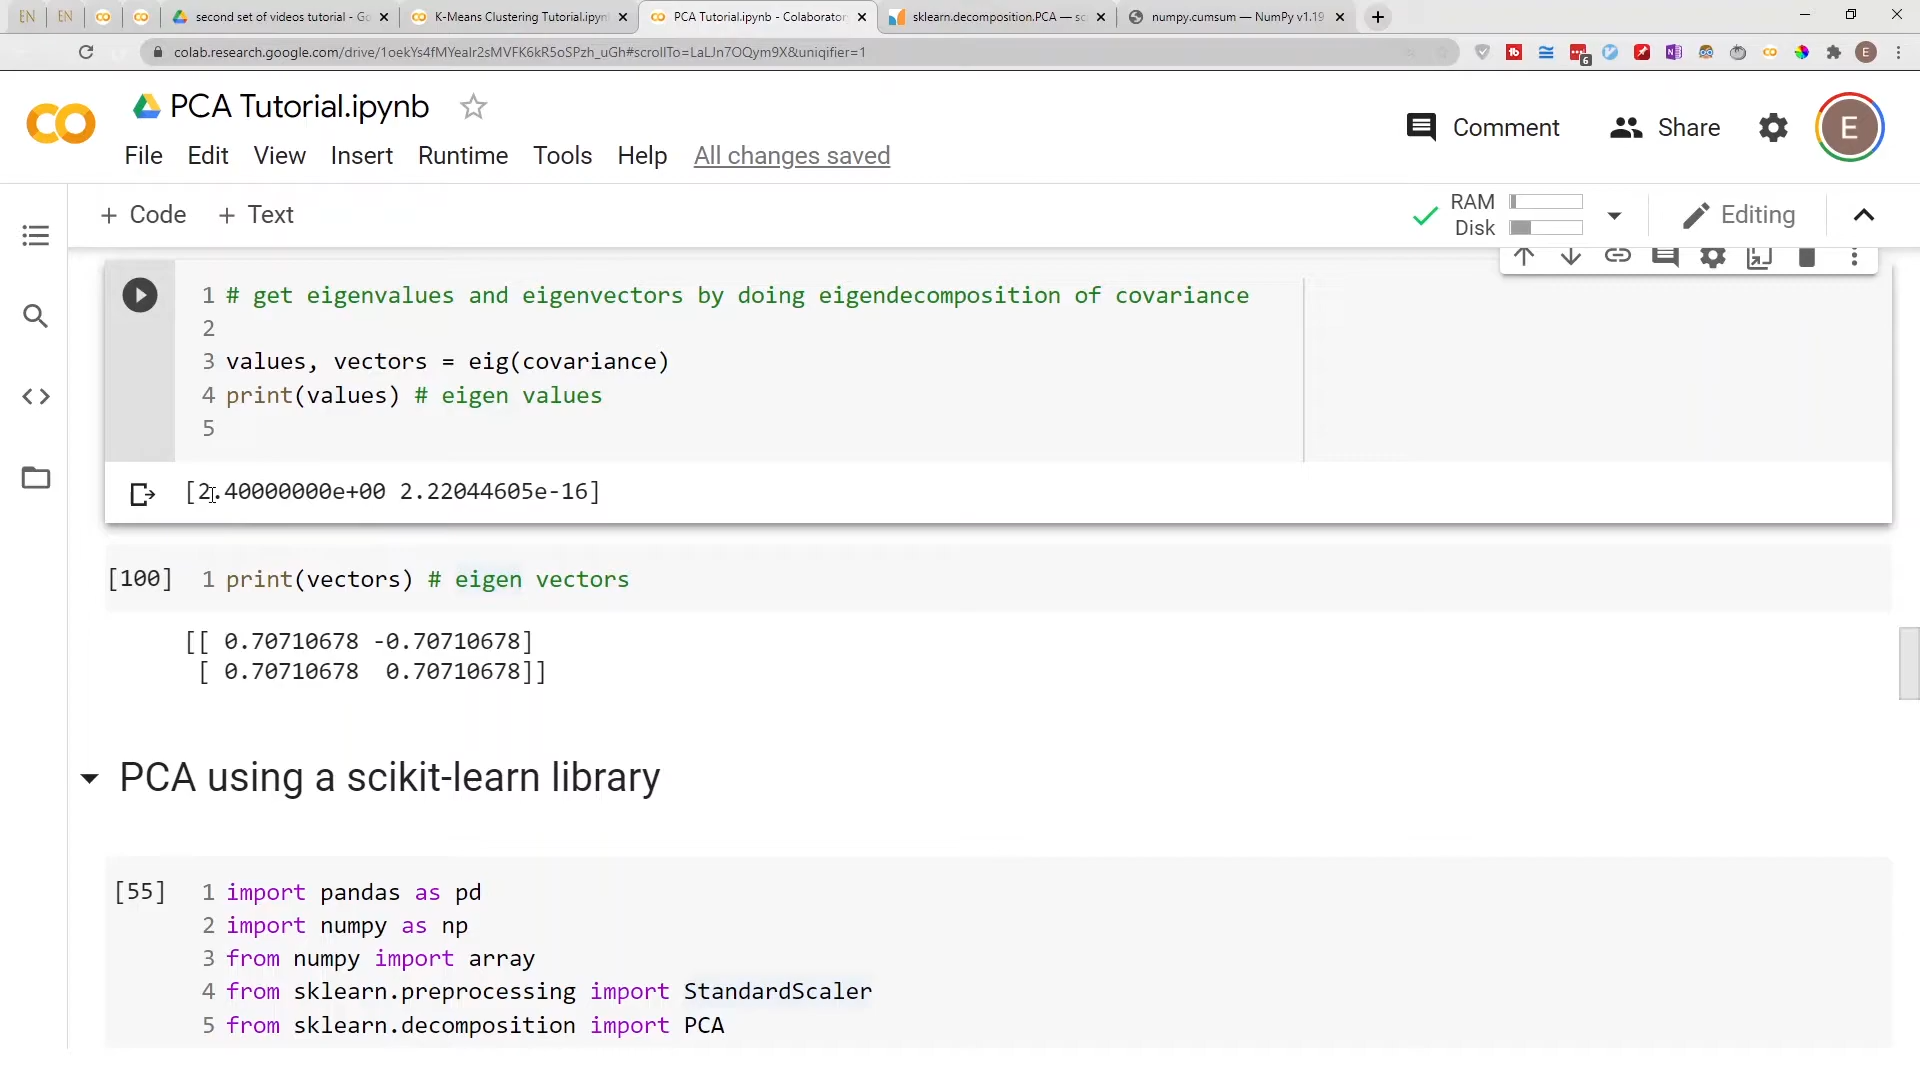 EN
EN
second set of videos tutorial - Go
K-Means Clustering Tutorial.ipyn
PCA Tutorial.ipynb - Colaborator
sklearn.decomposition.PCA — sc
numpy.cumsum — NumPy v1.19
colab.research.google.com/drive/1oekYs4fMYealr2sMVFK6kR5oSPzh_uGh#scrollTo=LaLJn7OQym9X&uniqifier=1
6
E
PCA Tutorial.ipynb
File Edit View Insert Runtime Tools Help All changes saved
Comment Share E
+ Code + Text
RAM
Disk
Editing
1 # get eigenvalues and eigenvectors by doing eigendecomposition of covariance
2
3 values, vectors = eig(covariance)
4 print(values) # eigen values
5
[2.40000000e+00 2.22044605e-16]
[100] 1 print(vectors) # eigen vectors
[[ 0.70710678 -0.70710678]
[ 0.70710678 0.70710678]]
PCA using a scikit-learn library
[55] 1 import pandas as pd
2 import numpy as np
3 from numpy import array
4 from sklearn.preprocessing import StandardScaler
5 from sklearn.decomposition import PCA